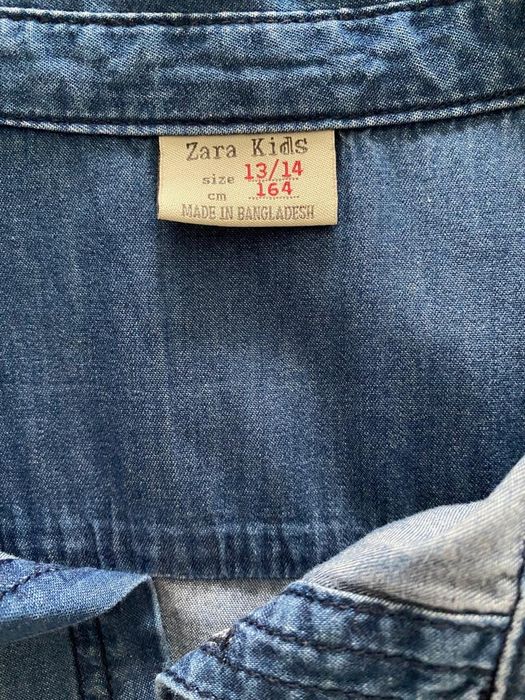 Zara Kids
size 13/14
cm 164
MADE IN BANGLADESH